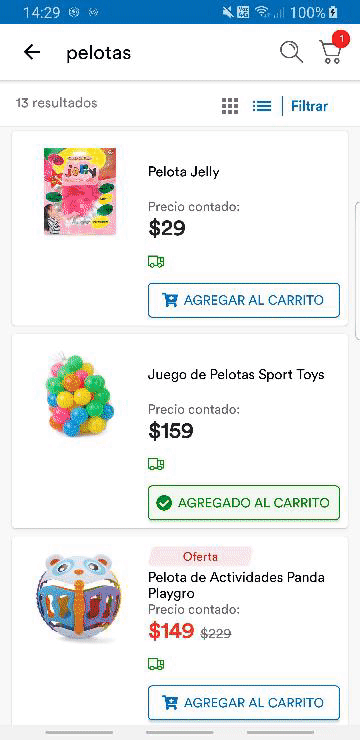 14:29 100%
pelotas 1
13 resultados Filtrar
jelly
Pelota Jelly
Precio contado:
$29
AGREGAR AL CARRITO
Juego de Pelotas Sport Toys
Precio contado:
$159
AGREGADO AL CARRITO
Oferta
Pelota de Actividades Panda
Playgro
Precio contado:
$149 $229
AGREGAR AL CARRITO